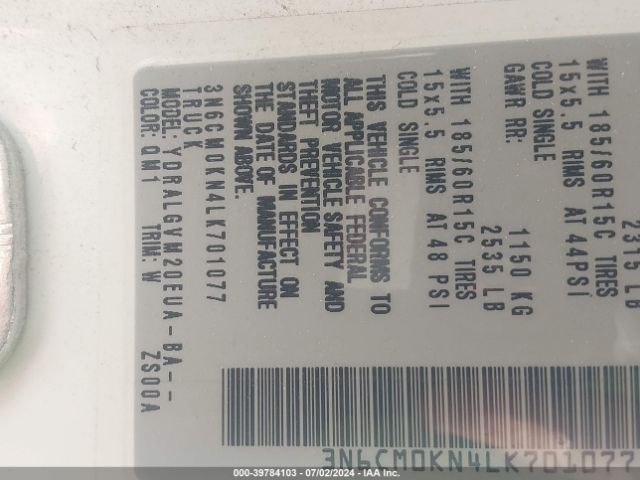 2315 LB
WITH 185/60R15C TIRES
15x5.5 RIMS AT 44PSI
COLD SINGLE
GAWR RR: 1150 KG
2535 LB
WITH 185/60R15C TIRES
15x5.5 RIMS AT 48 PSI
COLD SINGLE
THIS VEHICLE CONFORMS TO
ALL APPLICABLE FEDERAL
MOTOR VEHICLE SAFETY AND
THEFT PREVENTION
STANDARDS IN EFFECT ON
THE DATE OF MANUFACTURE
SHOWN ABOVE.
3N6CM0KN4LK701077
TRUCK
MODEL: YDRALGVM20EUA-BA--
COLOR: QM1 TRIM: W ZS00A
3N6CM0KN4LK701077
000-39784103 - 07/02/2024 - IAAI.com